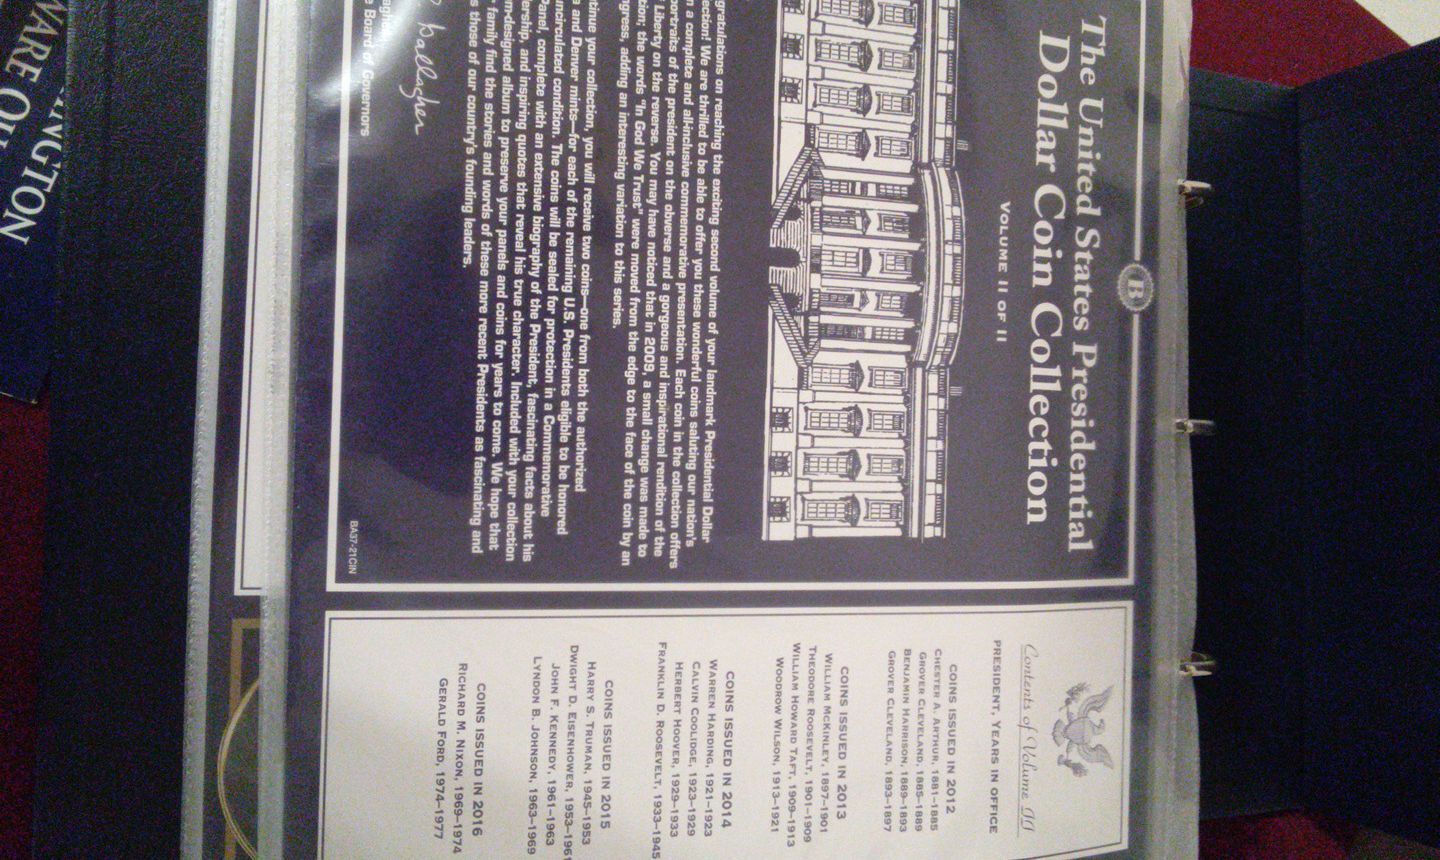 B
The United States Presidential
Dollar Coin Collection
VOLUME II OF II
gratulations on reaching the exciting second volume of your landmark Presidential Dollar
ection! We are thrilled to be able to offer you these wonderful coins saluting our nation's
n a complete and all-inclusive commemorative presentation. Each coin in the collection offers
ortraits of the president on the obverse and a gorgeous and inspirational rendition of the
Liberty on the reverse. You may have noticed that in 2009, a small change was made to
tion; the words "In God We Trust" were moved from the edge to the face of the coin by an
gress, adding an interesting variation to this series.
tinue your collection, you will receive two coins—one from both the authorized
a and Denver mints—for each of the remaining U.S. Presidents eligible to be honored
ncirculated condition. The coins will be sealed for protection in a Commemorative
Panel, complete with an extensive biography of the President, fascinating facts about his
ership, and inspiring quotes that reveal his true character. Included with your collection
m-designed album to preserve your panels and coins for years to come. We hope that
family find the stories and words of these more recent Presidents as fascinating and
s those of our country's founding leaders.
Gallagher
agher
e Board of Governors
BA37-21CIN
Contents of Volume II
PRESIDENT, YEARS IN OFFICE
COINS ISSUED IN 2012
CHESTER A. ARTHUR, 1881–1885
GROVER CLEVELAND, 1885–1889
BENJAMIN HARRISON, 1889–1893
GROVER CLEVELAND, 1893–1897
COINS ISSUED IN 2013
WILLIAM MCKINLEY, 1897–1901
THEODORE ROOSEVELT, 1901–1909
WILLIAM HOWARD TAFT, 1909–1913
WOODROW WILSON, 1913–1921
COINS ISSUED IN 2014
WARREN HARDING, 1921–1923
CALVIN COOLIDGE, 1923–1929
HERBERT HOOVER, 1929–1933
FRANKLIN D. ROOSEVELT, 1933–1945
COINS ISSUED IN 2015
HARRY S. TRUMAN, 1945–1953
DWIGHT D. EISENHOWER, 1953–1961
JOHN F. KENNEDY, 1961–1963
LYNDON B. JOHNSON, 1963–1969
COINS ISSUED IN 2016
RICHARD M. NIXON, 1969–1974
GERALD FORD, 1974–1977
INGTON
WARE QU